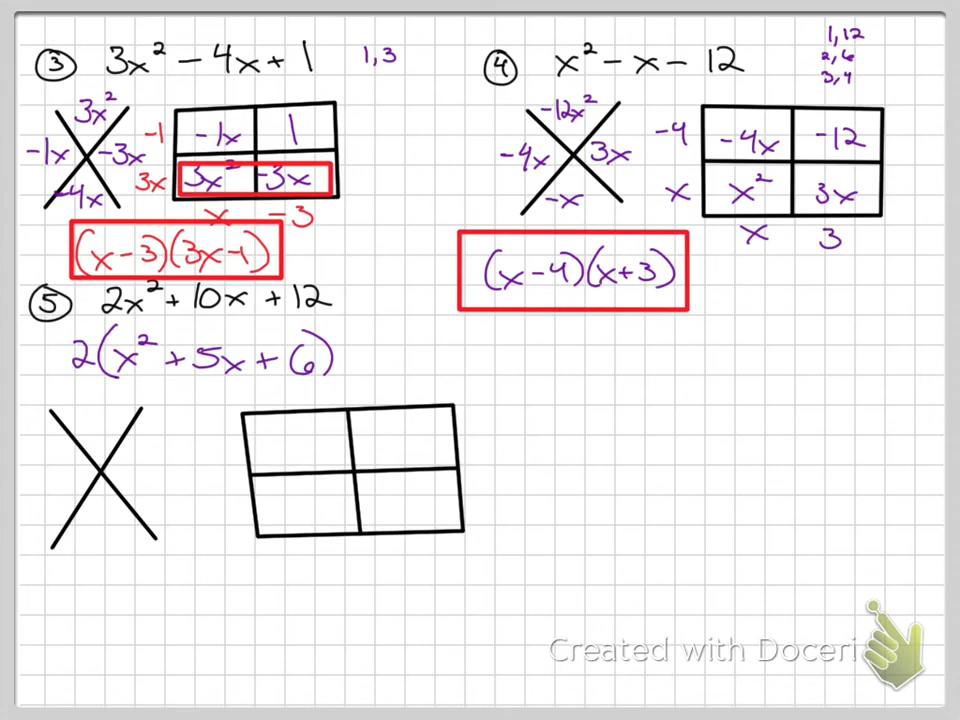 ③ 3x² − 4x + 1
1, 3
3x²
-1x
-3x
-4x
-1
-1x
1
3x
3x²
-3x
x
-3
(x − 3)(3x − 1)
④ x² − x − 12
1, 12
2, 6
3, 4
-12x²
-4x
3x
-x
-4
-4x
-12
x
x²
3x
x
3
(x − 4)(x + 3)
⑤ 2x² + 10x + 12
2(x² + 5x + 6)
Created with Doceri